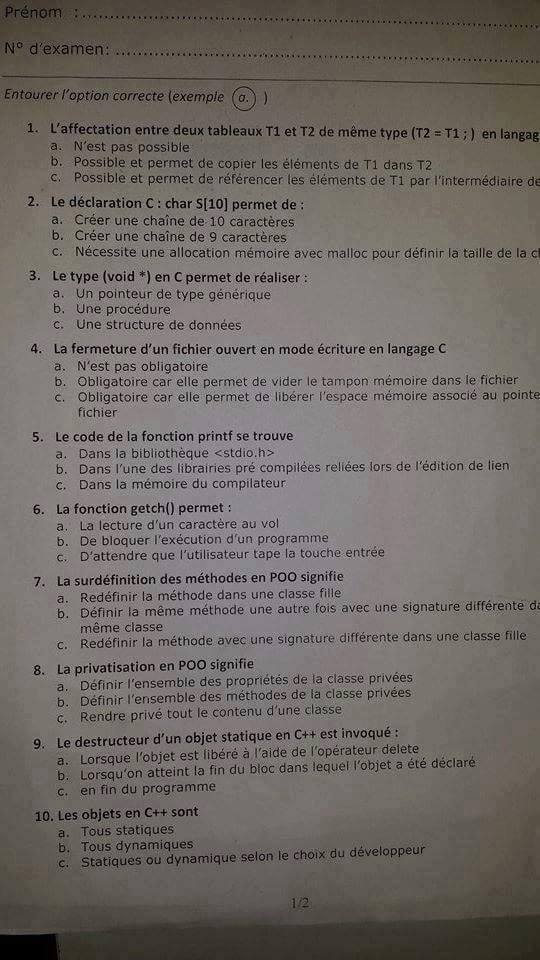 Prénom :
N° d'examen:
Entourer l'option correcte (exemple a. )
1. L'affectation entre deux tableaux T1 et T2 de même type (T2 = T1 ; ) en langag
a. N'est pas possible
b. Possible et permet de copier les éléments de T1 dans T2
c. Possible et permet de référencer les éléments de T1 par l'intermédiaire de
2. Le déclaration C : char S[10] permet de :
a. Créer une chaîne de 10 caractères
b. Créer une chaîne de 9 caractères
c. Nécessite une allocation mémoire avec malloc pour définir la taille de la cl
3. Le type (void *) en C permet de réaliser :
a. Un pointeur de type générique
b. Une procédure
c. Une structure de données
4. La fermeture d'un fichier ouvert en mode écriture en langage C
a. N'est pas obligatoire
b. Obligatoire car elle permet de vider le tampon mémoire dans le fichier
c. Obligatoire car elle permet de libérer l'espace mémoire associé au pointe
fichier
5. Le code de la fonction printf se trouve
a. Dans la bibliothèque <stdio.h>
b. Dans l'une des librairies pré compilées reliées lors de l'édition de lien
c. Dans la mémoire du compilateur
6. La fonction getch() permet :
a. La lecture d'un caractère au vol
b. De bloquer l'exécution d'un programme
c. D'attendre que l'utilisateur tape la touche entrée
7. La surdéfinition des méthodes en POO signifie
a. Redéfinir la méthode dans une classe fille
b. Définir la même méthode une autre fois avec une signature différente da
même classe
c. Redéfinir la méthode avec une signature différente dans une classe fille
8. La privatisation en POO signifie
a. Définir l'ensemble des propriétés de la classe privées
b. Définir l'ensemble des méthodes de la classe privées
c. Rendre privé tout le contenu d'une classe
9. Le destructeur d'un objet statique en C++ est invoqué :
a. Lorsque l'objet est libéré à l'aide de l'opérateur delete
b. Lorsqu'on atteint la fin du bloc dans lequel l'objet a été déclaré
c. en fin du programme
10. Les objets en C++ sont
a. Tous statiques
b. Tous dynamiques
c. Statiques ou dynamique selon le choix du développeur
1/2